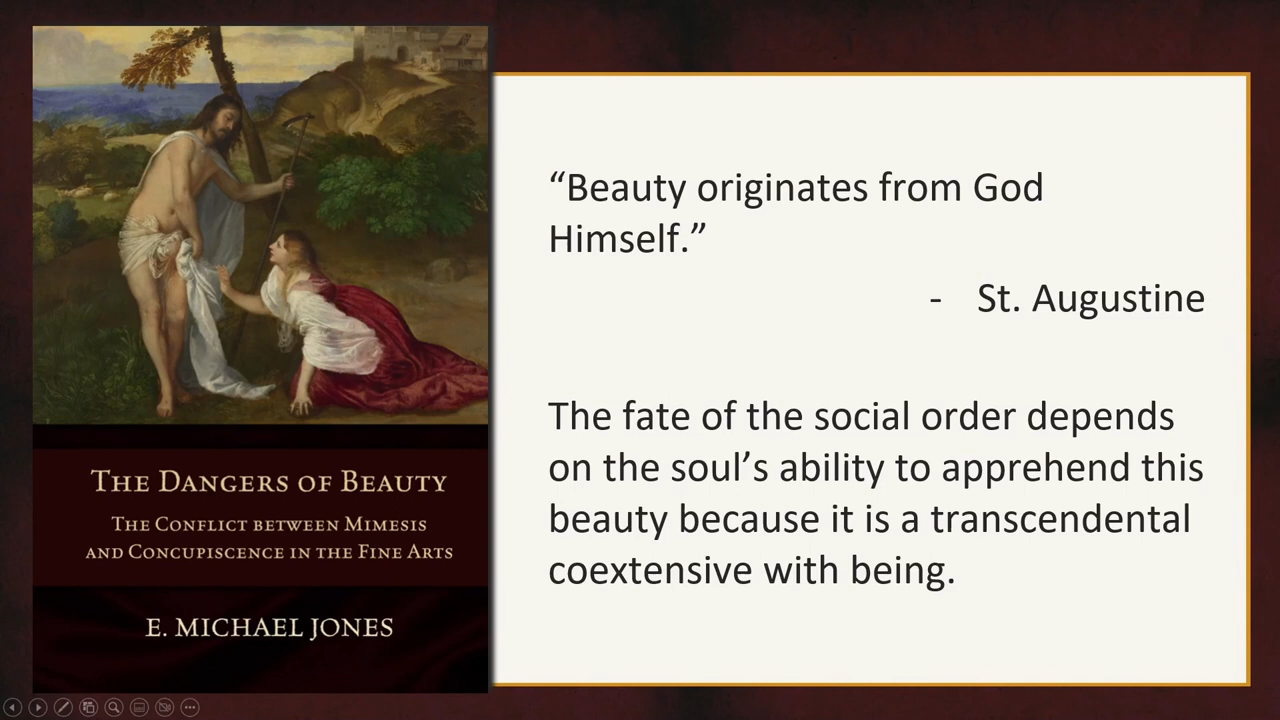 THE DANGERS OF BEAUTY
THE CONFLICT BETWEEN MIMESIS
AND CONCUPISCENCE IN THE FINE ARTS
E. MICHAEL JONES
“Beauty originates from God
Himself.”
- St. Augustine
The fate of the social order depends
on the soul’s ability to apprehend this
beauty because it is a transcendental
coextensive with being.